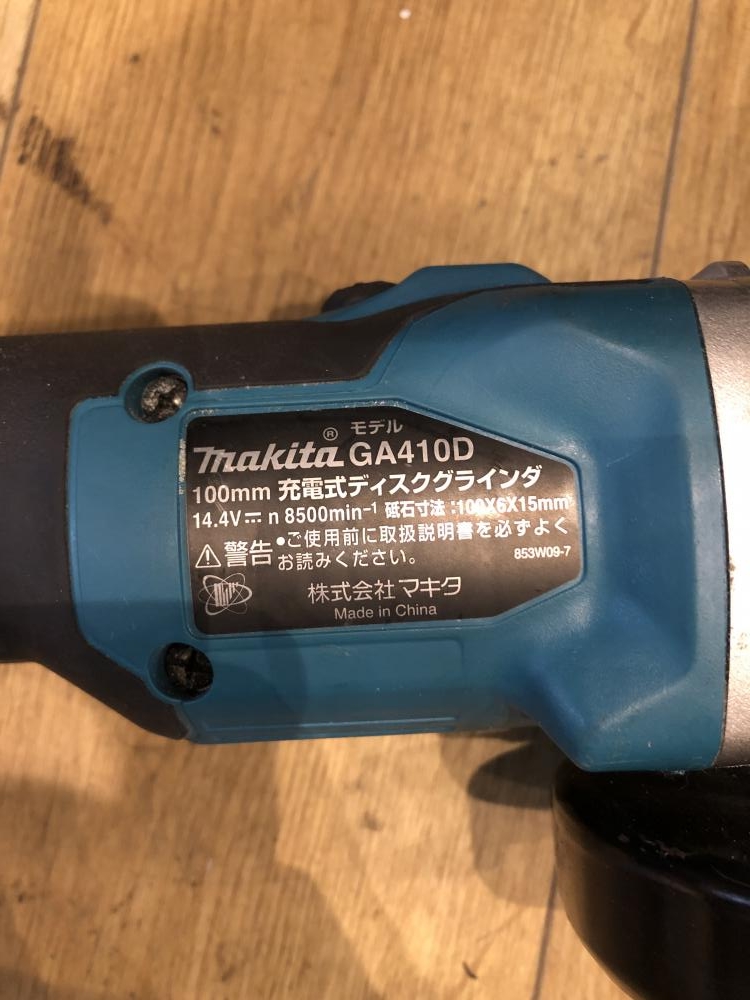 モデル
makita® GA410D
100mm 充電式ディスクグラインダ
14.4V⎓ n 8500min⁻¹ 砥石寸法:100X6X15mm
⚠警告 •ご使用前に取扱説明書を必ずよく
お読みください。
853W09-7
株式会社マキタ
Made in China